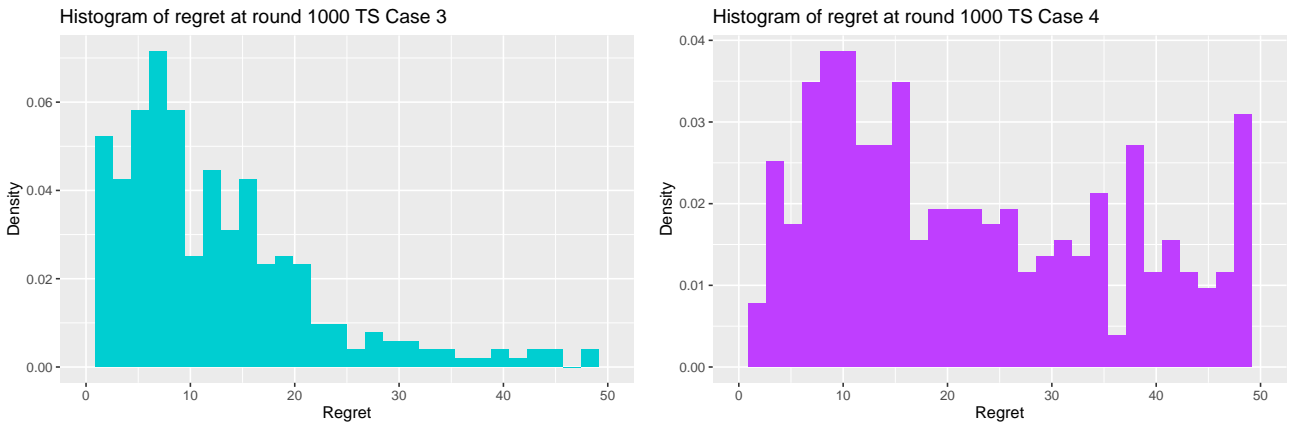 Histogram of regret at round 1000 TS Case 3
0.06
0.04
0.02
0.00
Density
0 10 20 30 40 50
Regret
Histogram of regret at round 1000 TS Case 4
0.04
0.03
0.02
0.01
0.00
Density
0 10 20 30 40 50
Regret